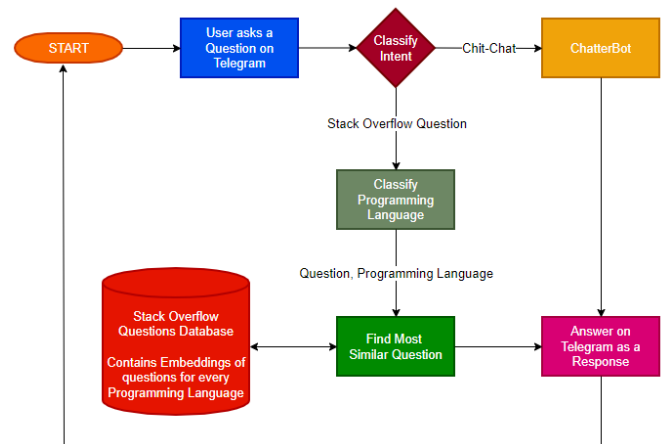 START
User asks a
Question on
Telegram
Classify
Intent
Chit-Chat
ChatterBot
Stack Overflow Question
Classify
Programming
Language
Question, Programming Language
Stack Overflow
Questions Database
Contains Embeddings of
questions for every
Programming Language
Find Most
Similar Question
Answer on
Telegram as a
Response